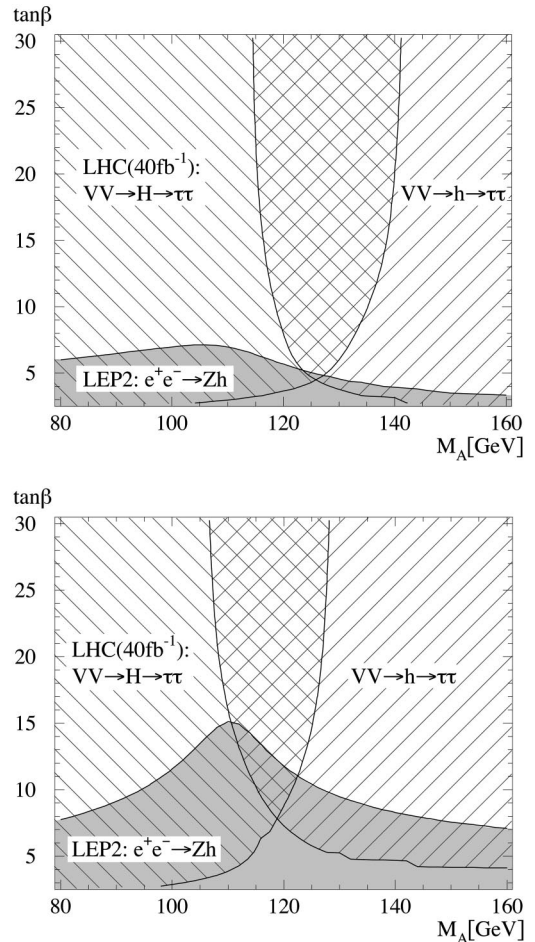 tanβ
30
25
20
15
10
5
LHC(40fb⁻¹):
VV→H→ττ
VV→h→ττ
LEP2: e⁺e⁻→Zh
80 100 120 140 160
M_A[GeV]
tanβ
30
25
20
15
10
5
LHC(40fb⁻¹):
VV→H→ττ
VV→h→ττ
LEP2: e⁺e⁻→Zh
80 100 120 140 160
M_A[GeV]